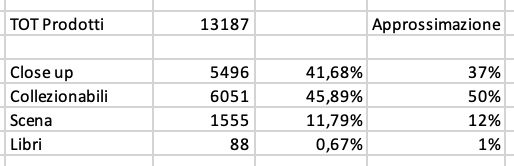 TOT Prodotti 13187 Approssimazione
Close up 5496 41,68% 37%
Collezionabili 6051 45,89% 50%
Scena 1555 11,79% 12%
Libri 88 0,67% 1%